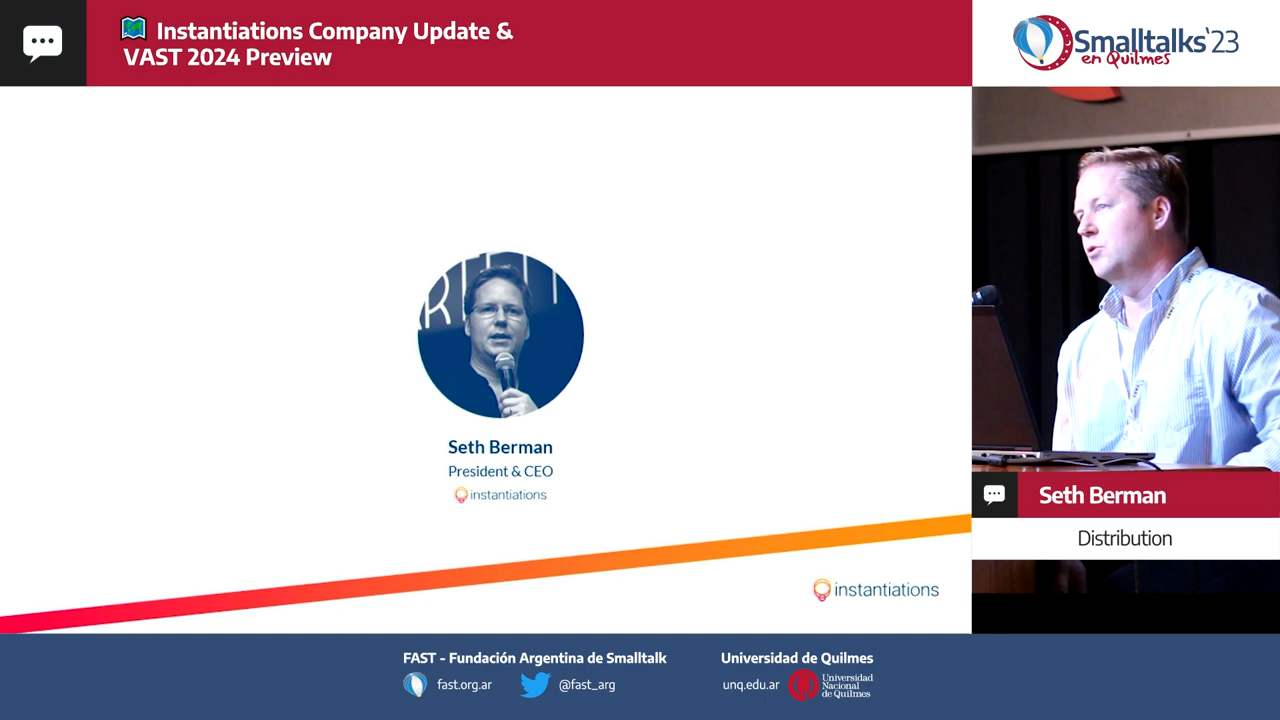 Instantiations Company Update &
VAST 2024 Preview
Smalltalks'23
en Quilmes
Seth Berman
President & CEO
instantiations
instantiations
Seth Berman
Distribution
FAST - Fundación Argentina de Smalltalk
fast.org.ar
@fast_arg
Universidad de Quilmes
unq.edu.ar
Universidad
Nacional
de Quilmes